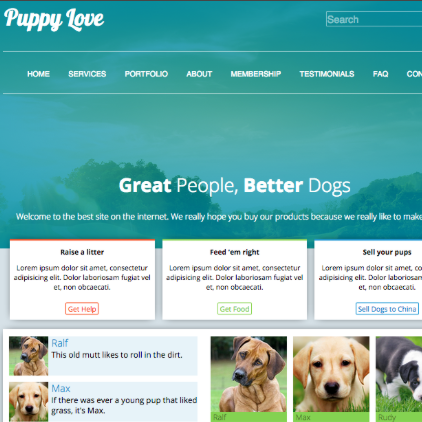 Puppy Love
Search
HOME SERVICES PORTFOLIO ABOUT MEMBERSHIP TESTIMONIALS FAQ CON
Great People, Better Dogs
Welcome to the best site on the internet. We really hope you buy our products because we really like to make
Raise a litter
Lorem ipsum dolor sit amet, consectetur
adipisicing elit. Dolor laboriosam fugiat vel
et, non obcaecati.
Get Help
Feed 'em right
Lorem ipsum dolor sit amet, consectetur
adipisicing elit. Dolor laboriosam fugiat vel
et, non obcaecati.
Get Food
Sell your pups
Lorem ipsum dolor sit amet, conse
adipisicing elit. Dolor laboriosam fu
et, non obcaecati.
Sell Dogs to China
Ralf
This old mutt likes to roll in the dirt.
Max
If there was ever a young pup that liked
grass, it's Max.
Ralf
Max
Rudy